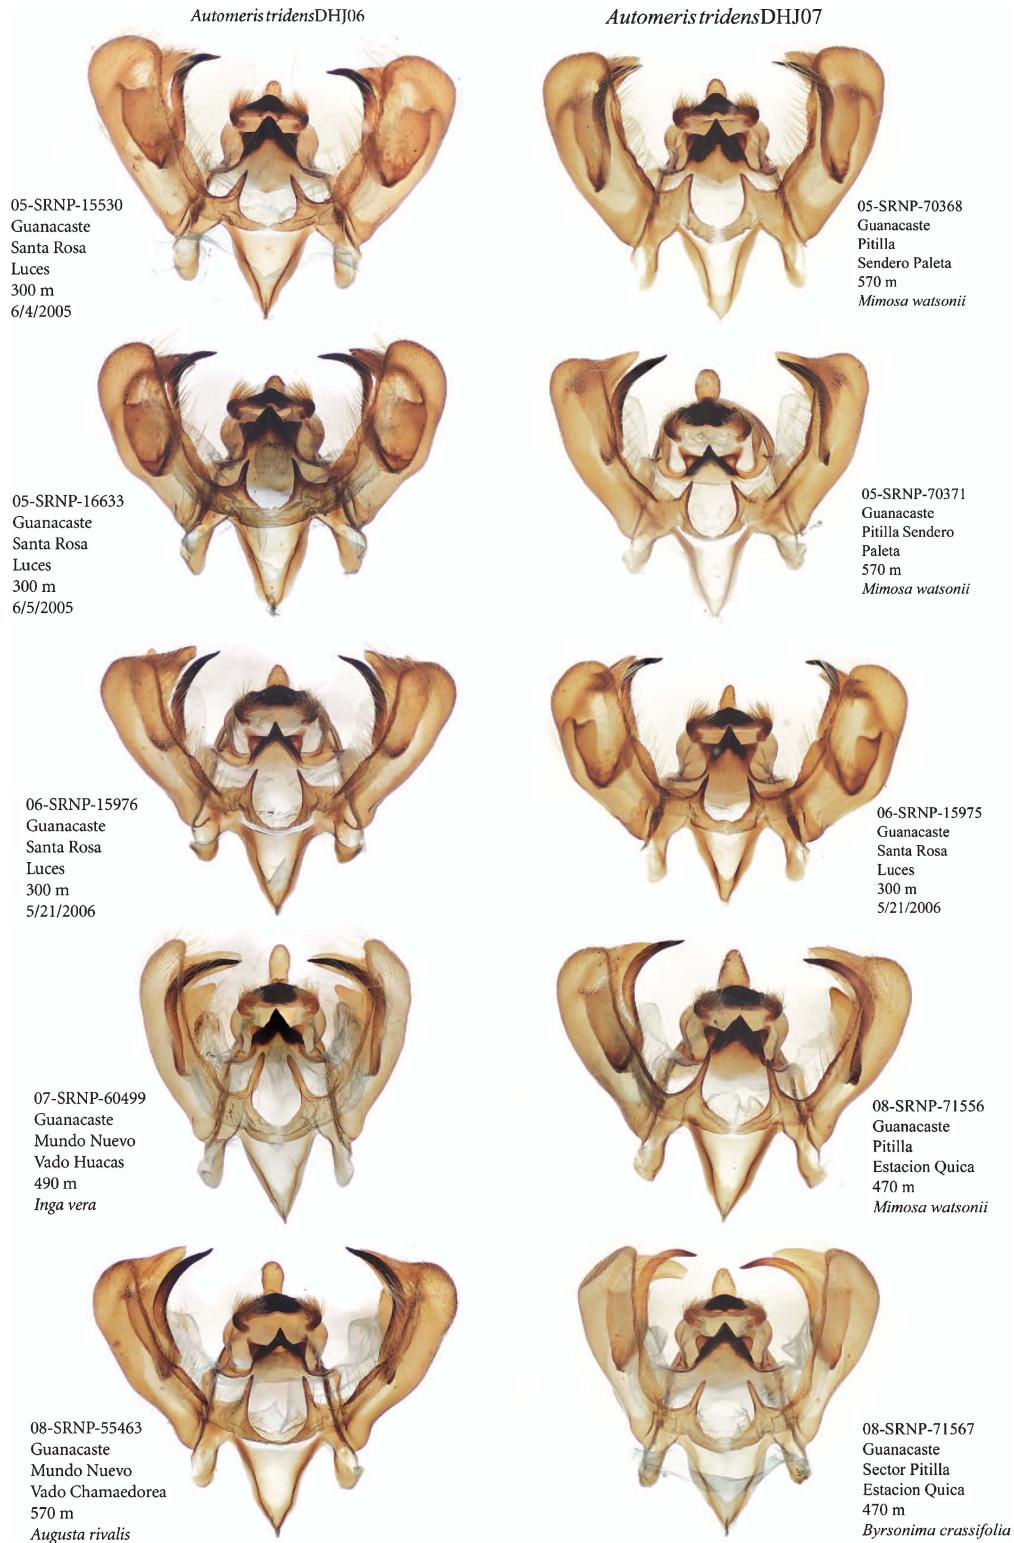 Automeris tridensDHJ06
Automeris tridensDHJ07
05-SRNP-15530
Guanacaste
Santa Rosa
Luces
300 m
6/4/2005
05-SRNP-70368
Guanacaste
Pitilla
Sendero Paleta
570 m
Mimosa watsonii
05-SRNP-16633
Guanacaste
Santa Rosa
Luces
300 m
6/5/2005
05-SRNP-70371
Guanacaste
Pitilla Sendero
Paleta
570 m
Mimosa watsonii
06-SRNP-15976
Guanacaste
Santa Rosa
Luces
300 m
5/21/2006
06-SRNP-15975
Guanacaste
Santa Rosa
Luces
300 m
5/21/2006
07-SRNP-60499
Guanacaste
Mundo Nuevo
Vado Huacas
490 m
Inga vera
08-SRNP-71556
Guanacaste
Pitilla
Estacion Quica
470 m
Mimosa watsonii
08-SRNP-55463
Guanacaste
Mundo Nuevo
Vado Chamaedorea
570 m
Augusta rivalis
08-SRNP-71567
Guanacaste
Sector Pitilla
Estacion Quica
470 m
Byrsonima crassifolia